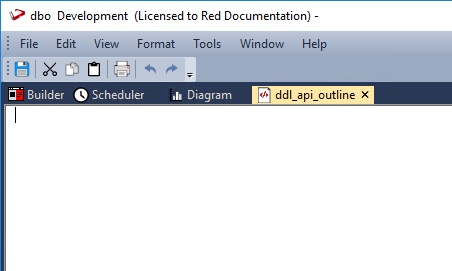 dbo Development (Licensed to Red Documentation) -
File Edit View Format Tools Window Help
Builder Scheduler Diagram ddl_api_outline